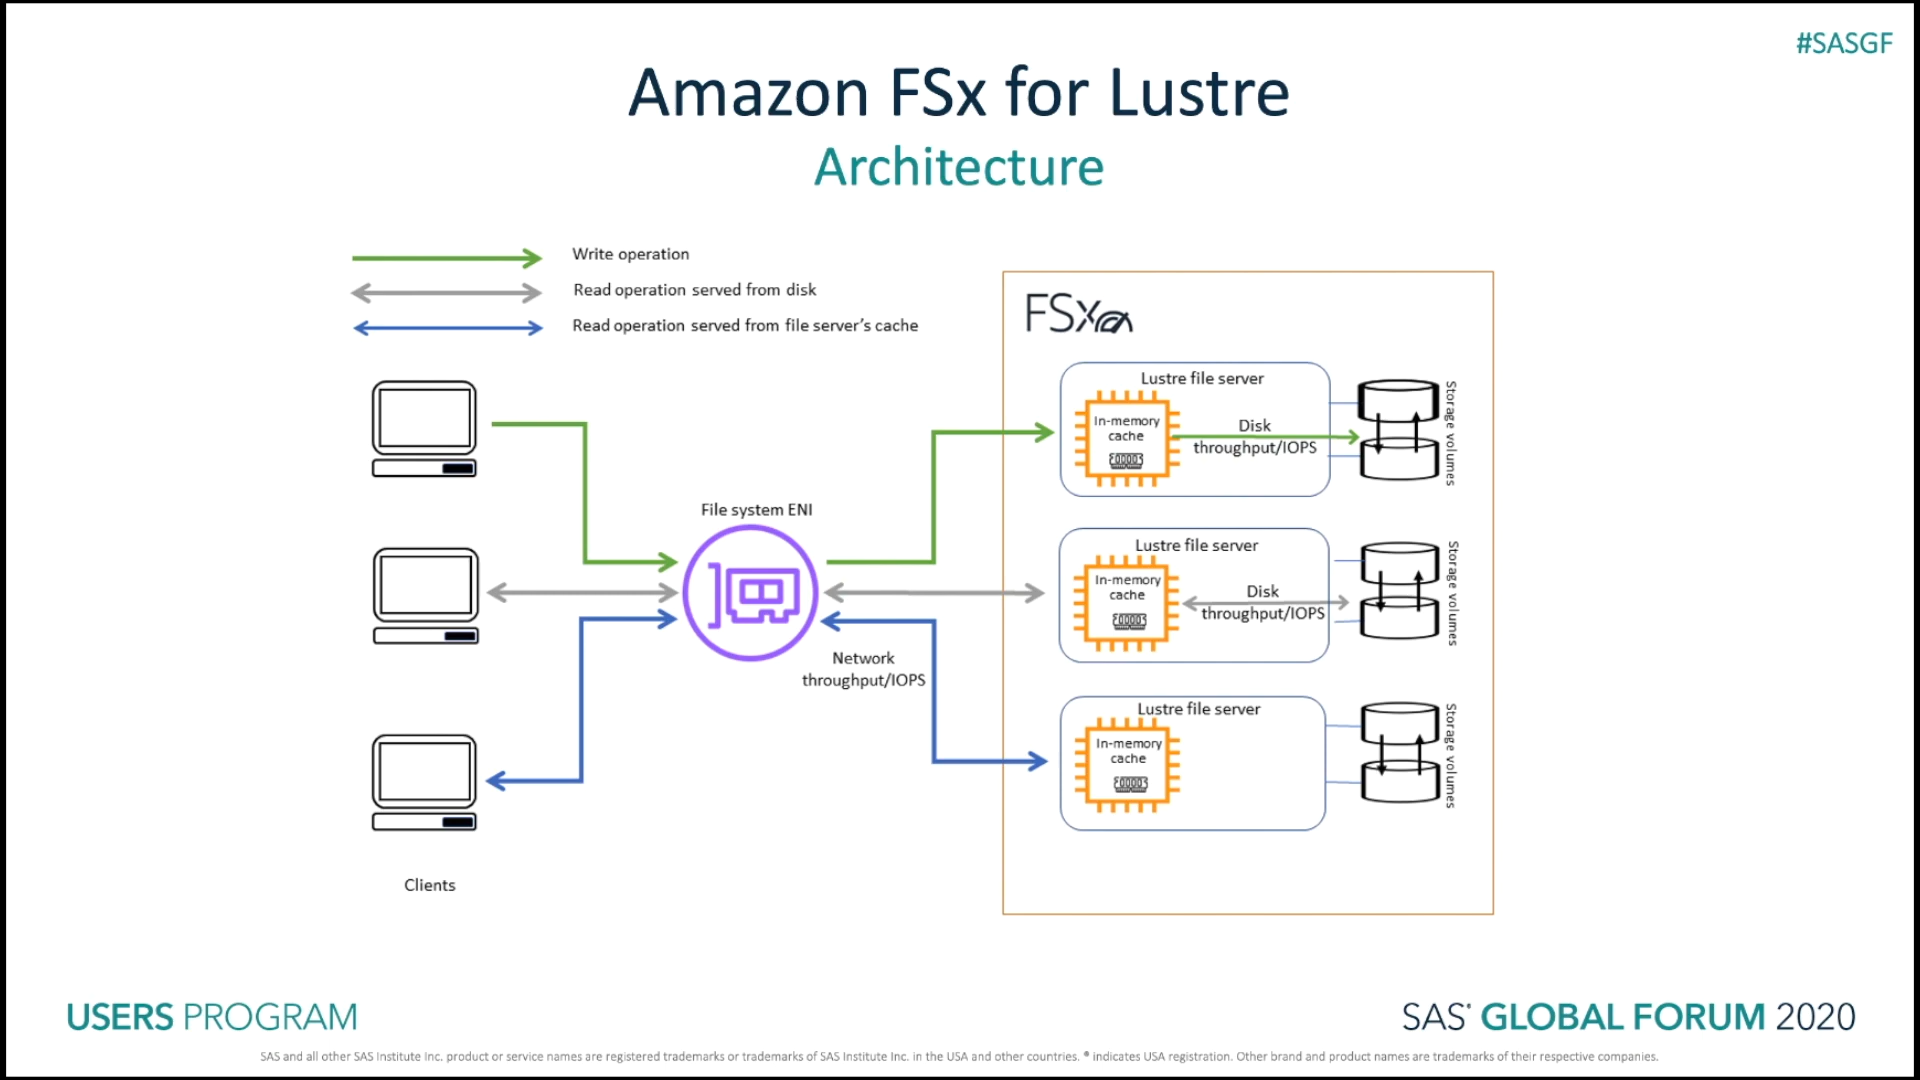 #SASGF
Amazon FSx for Lustre
Architecture
Write operation
Read operation served from disk
Read operation served from file server's cache
FSx
Lustre file server
In-memory
cache
Disk
throughput/IOPS
Storage volumes
File system ENI
Lustre file server
In-memory
cache
Disk
throughput/IOPS
Storage volumes
Network
throughput/IOPS
Lustre file server
In-memory
cache
Storage volumes
Clients
USERS PROGRAM
SAS® GLOBAL FORUM 2020
SAS and all other SAS Institute Inc. product or service names are registered trademarks or trademarks of SAS Institute Inc. in the USA and other countries. ® indicates USA registration. Other brand and product names are trademarks of their respective companies.